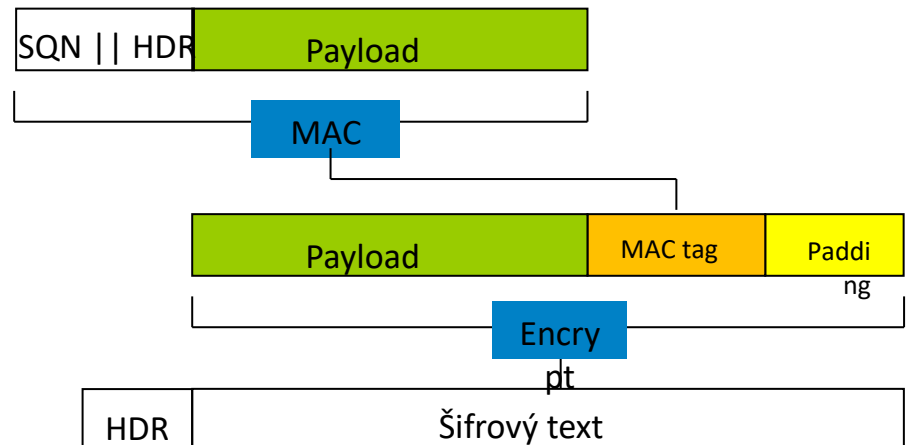 SQN || HDR
Payload
MAC
Payload
MAC tag
Paddi
ng
Encry
pt
HDR
Šifrový text